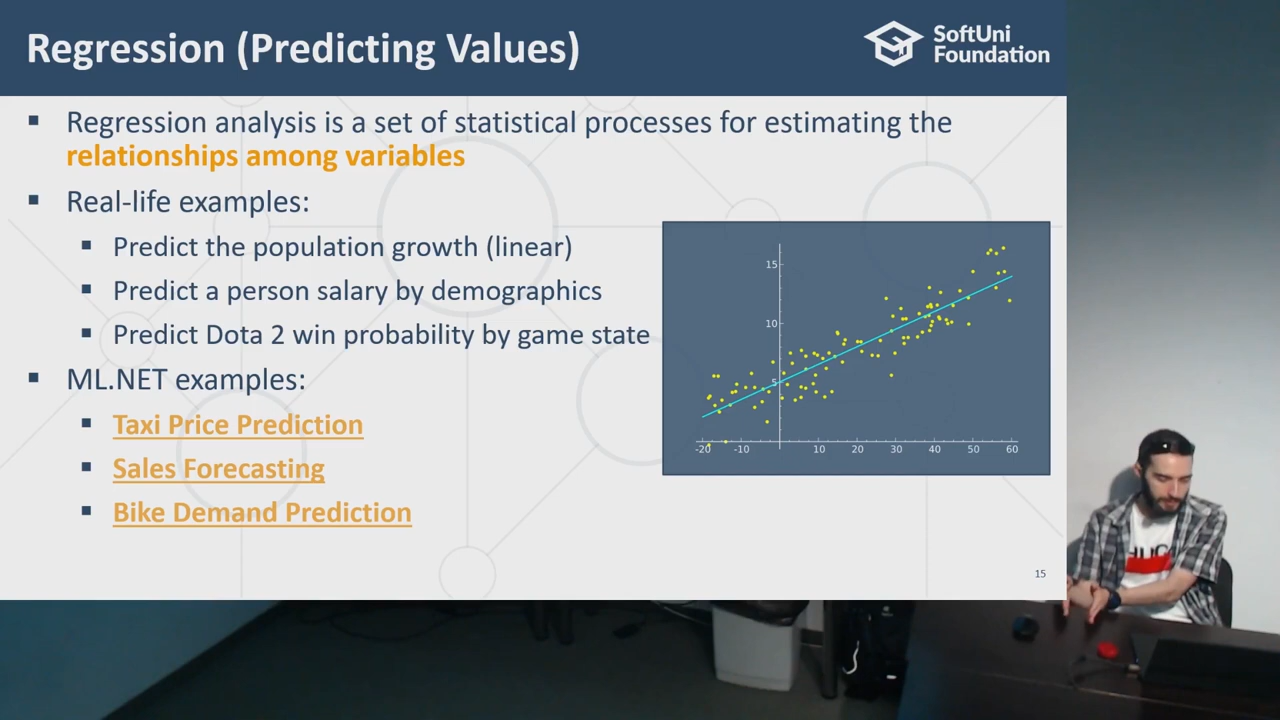 Regression (Predicting Values)
SoftUni
Foundation
▪ Regression analysis is a set of statistical processes for estimating the
relationships among variables
▪ Real-life examples:
▪ Predict the population growth (linear)
▪ Predict a person salary by demographics
▪ Predict Dota 2 win probability by game state
▪ ML.NET examples:
▪ Taxi Price Prediction
▪ Sales Forecasting
▪ Bike Demand Prediction
15
10
5
-20 -10 10 20 30 40 50 60
15